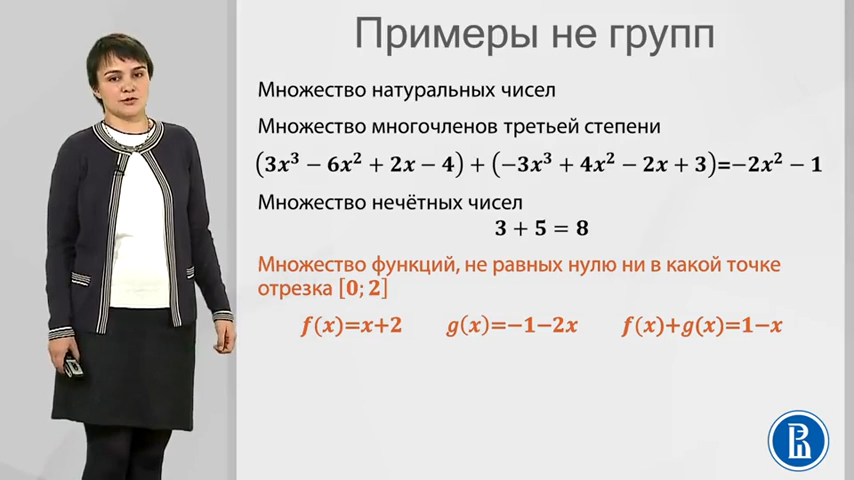 Примеры не групп
Множество натуральных чисел
Множество многочленов третьей степени
(3x³ − 6x² + 2x − 4) + (−3x³ + 4x² − 2x + 3)=−2x² − 1
Множество нечётных чисел
3 + 5 = 8
Множество функций, не равных нулю ни в какой точке
отрезка [0; 2]
f(x)=x+2 g(x)=−1−2x f(x)+g(x)=1−x